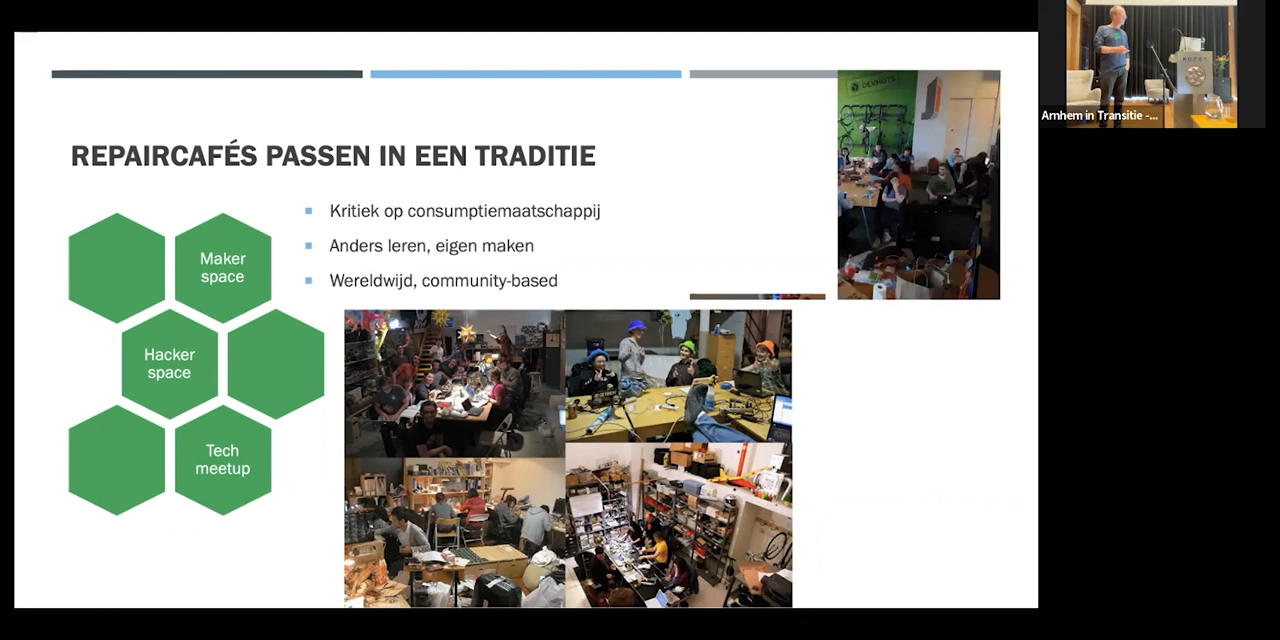 REPAIRCAFÉS PASSEN IN EEN TRADITIE
Kritiek op consumptiemaatschappij
Anders leren, eigen maken
Wereldwijd, community-based
Maker
space
Hacker
space
Tech
meetup
Arnhem in Transitie -...
ROZET